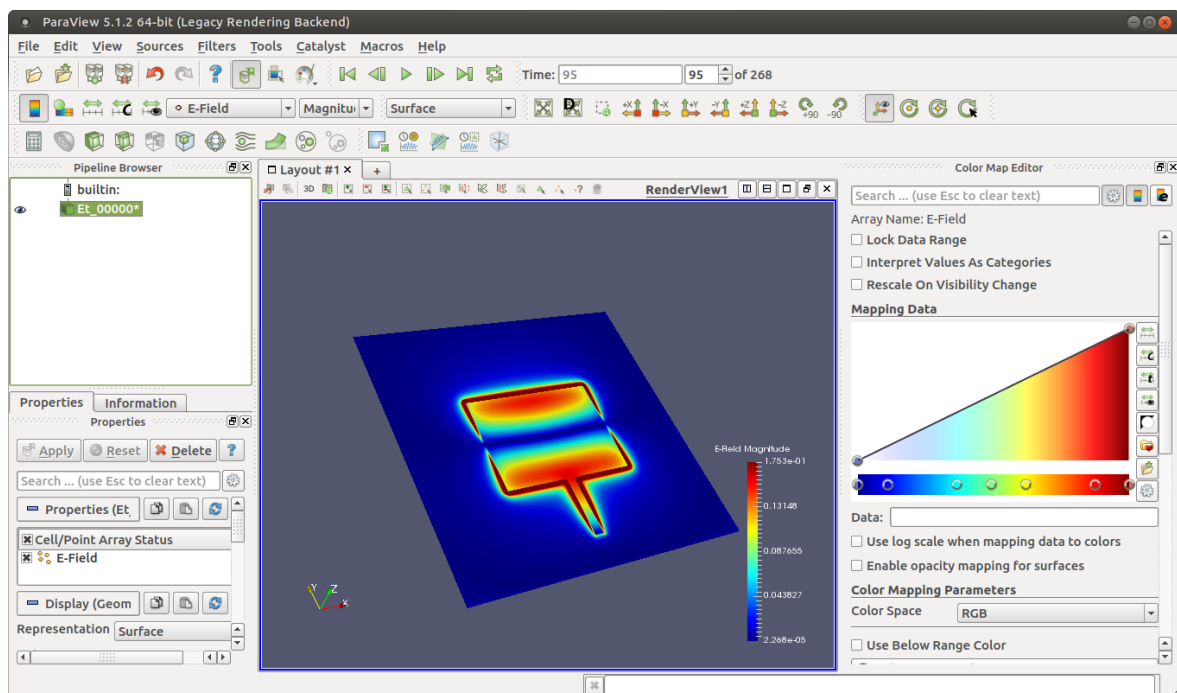 ParaView 5.1.2 64-bit (Legacy Rendering Backend)
File Edit View Sources Filters Tools Catalyst Macros Help
Time: 95 95 of 268
E-Field Magnitu Surface
+X -X +Y -Y +Z -Z +90 -90
Pipeline Browser
builtin:
Et_00000*
Properties Information
Properties
Apply Reset Delete ?
Search ... (use Esc to clear text)
Properties (Et_
Cell/Point Array Status
E-Field
Display (Geom
Representation Surface
Layout #1 +
3D RenderView1
E-Field Magnitude
1.753e-01
0.13148
0.087655
0.043827
2.268e-05
Y Z X
Color Map Editor
Search ... (use Esc to clear text)
Array Name: E-Field
Lock Data Range
Interpret Values As Categories
Rescale On Visibility Change
Mapping Data
Data:
Use log scale when mapping data to colors
Enable opacity mapping for surfaces
Color Mapping Parameters
Color Space RGB
Use Below Range Color